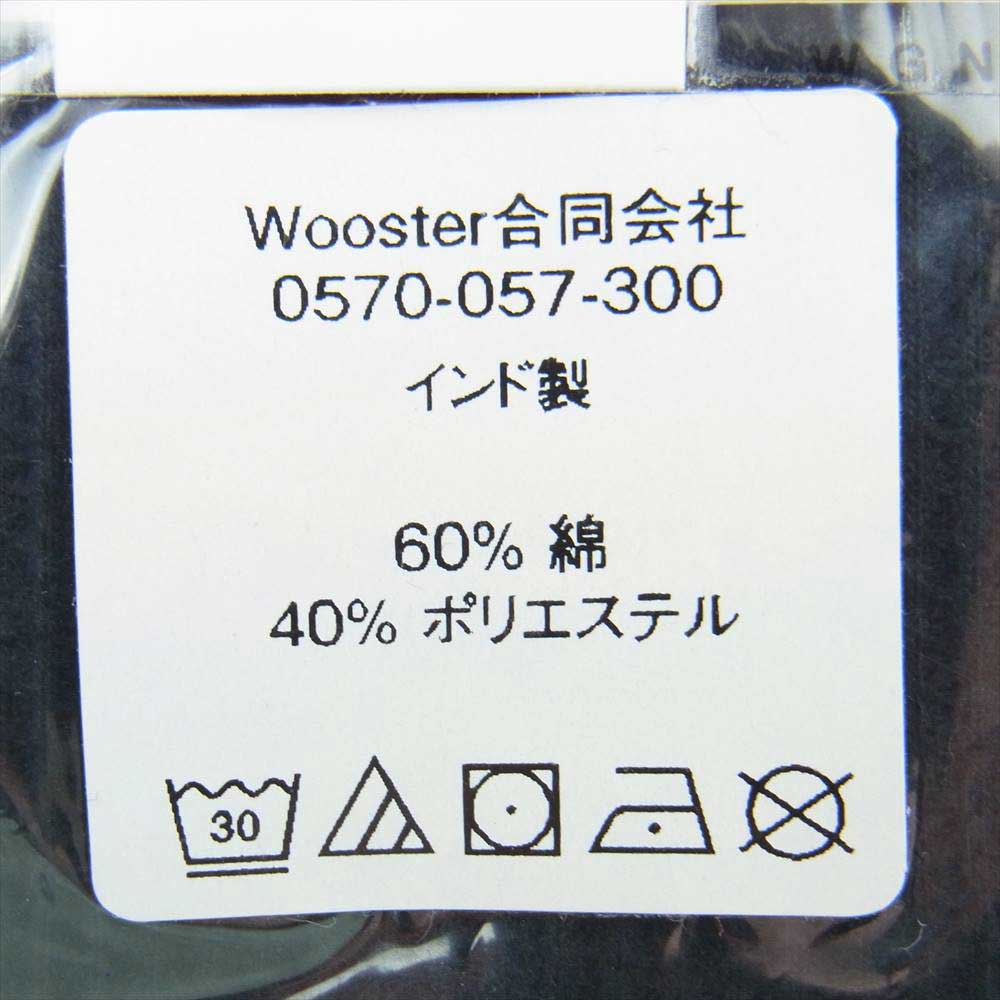 W G N
Wooster合同会社
0570-057-300
インド製
60% 綿
40% ポリエステル
30